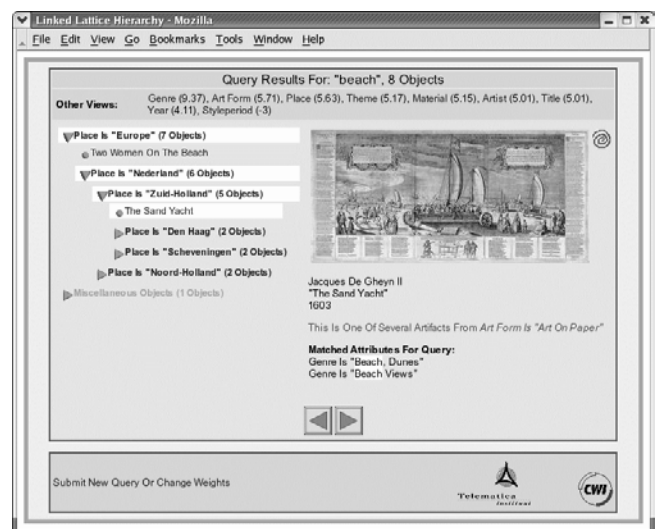 Linked Lattice Hierarchy - Mozilla
File Edit View Go Bookmarks Tools Window Help
Query Results For: "beach", 8 Objects
Other Views:
Genre (9.37), Art Form (5.71), Place (5.63), Theme (5.17), Material (5.15), Artist (5.01), Title (5.01),
Year (4.11), Styleperiod (-3)
Place Is "Europe" (7 Objects)
Two Women On The Beach
Place Is "Nederland" (6 Objects)
Place Is "Zuid-Holland" (5 Objects)
The Sand Yacht
Place Is "Den Haag" (2 Objects)
Place Is "Scheveningen" (2 Objects)
Place Is "Noord-Holland" (2 Objects)
Miscellaneous Objects (1 Objects)
Jacques De Gheyn II
"The Sand Yacht"
1603
This Is One Of Several Artifacts From Art Form Is "Art On Paper"
Matched Attributes For Query:
Genre Is "Beach, Dunes"
Genre Is "Beach Views"
Submit New Query Or Change Weights
Telematica
Instituut
CWI